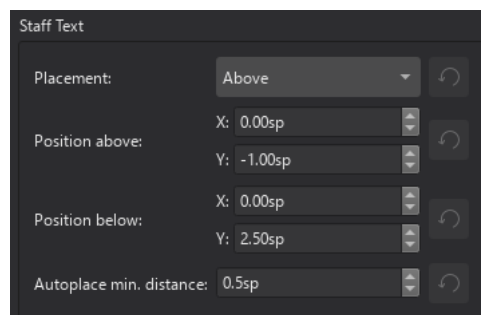 Staff Text
Placement: Above
Position above: X: 0.00sp
Y: -1.00sp
Position below: X: 0.00sp
Y: 2.50sp
Autoplace min. distance: 0.5sp